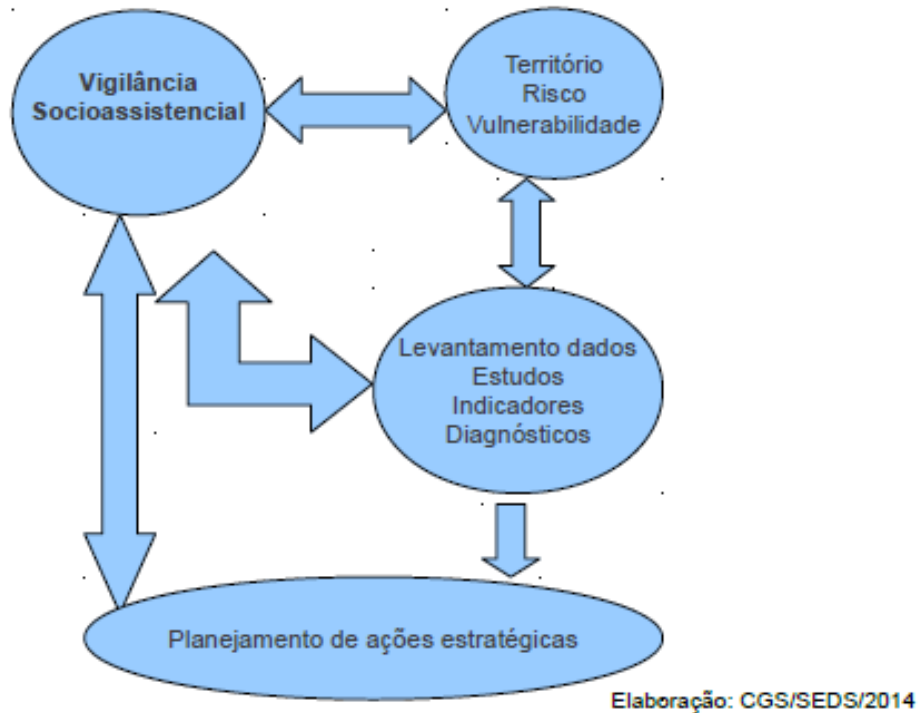 Vigilância
Socioassistencial
Território
Risco
Vulnerabilidade
Levantamento dados
Estudos
Indicadores
Diagnósticos
Planejamento de ações estratégicas
Elaboração: CGS/SEDS/2014